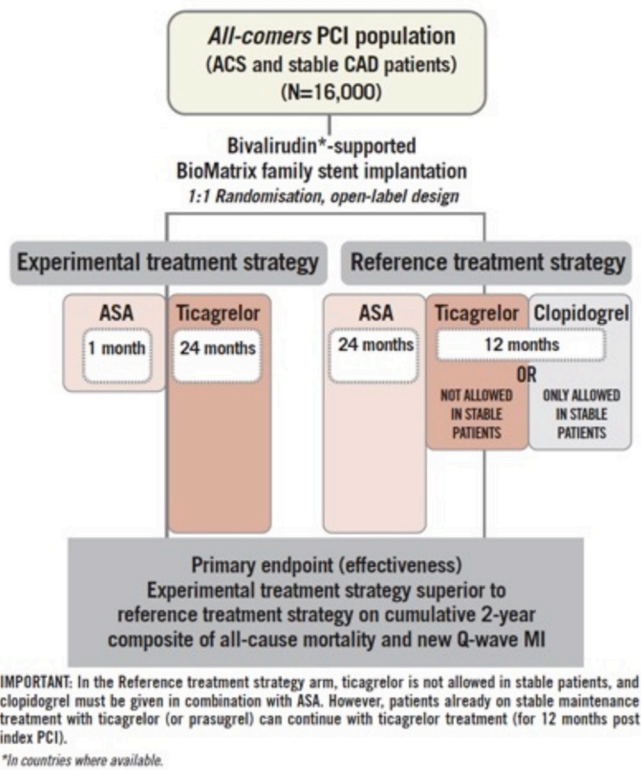 All-comers PCI population
(ACS and stable CAD patients)
(N=16,000)
Bivalirudin*-supported
BioMatrix family stent implantation
1:1 Randomisation, open-label design
Experimental treatment strategy
Reference treatment strategy
ASA
1 month
Ticagrelor
24 months
ASA
24 months
Ticagrelor
Clopidogrel
12 months
OR
NOT ALLOWED
IN STABLE
PATIENTS
ONLY ALLOWED
IN STABLE
PATIENTS
Primary endpoint (effectiveness)
Experimental treatment strategy superior to
reference treatment strategy on cumulative 2-year
composite of all-cause mortality and new Q-wave MI
IMPORTANT: In the Reference treatment strategy arm, ticagrelor is not allowed in stable patients, and
clopidogrel must be given in combination with ASA. However, patients already on stable maintenance
treatment with ticagrelor (or prasugrel) can continue with ticagrelor treatment (for 12 months post
index PCI).
*In countries where available.